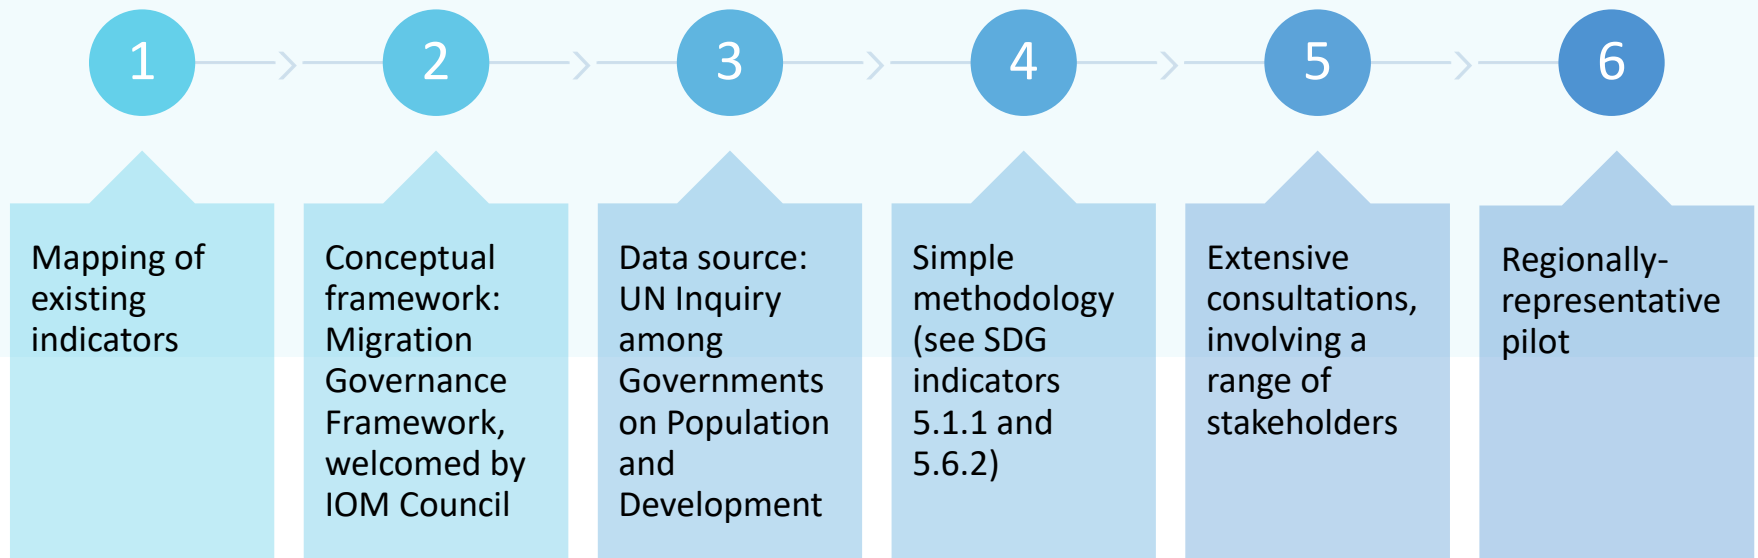 1
2
3
4
5
6
Mapping of
existing
indicators
Conceptual
framework:
Migration
Governance
Framework,
welcomed by
IOM Council
Data source:
UN Inquiry
among
Governments
on Population
and
Development
Simple
methodology
(see SDG
indicators
5.1.1 and
5.6.2)
Extensive
consultations,
involving a
range of
stakeholders
Regionally-
representative
pilot